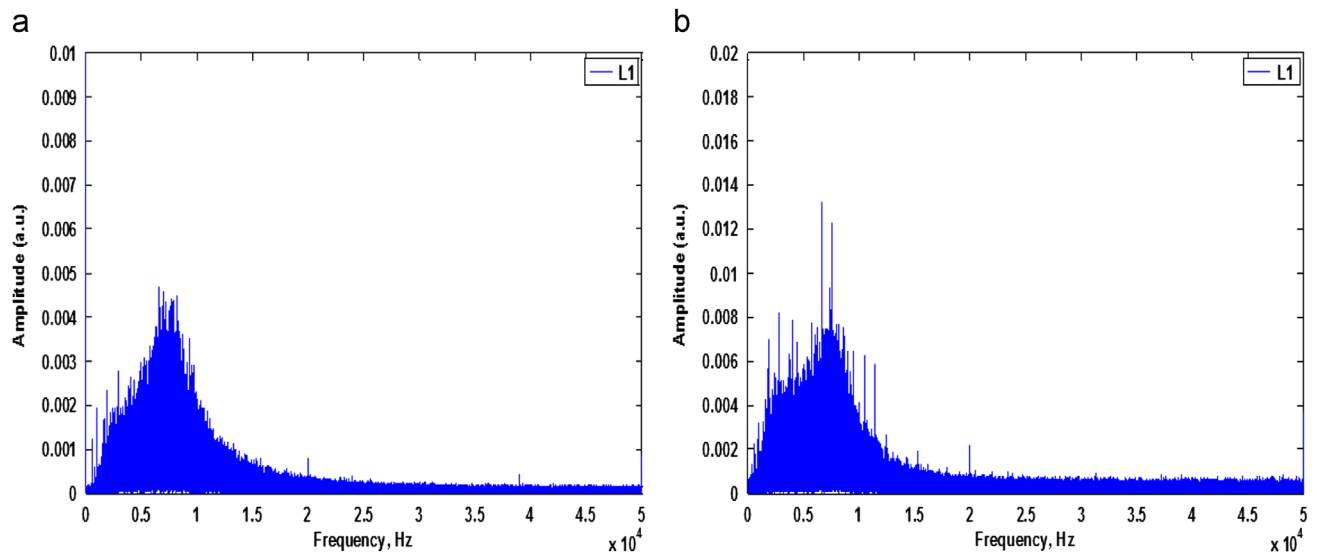 a
0.01
0.009
0.008
0.007
0.006
0.005
0.004
0.003
0.002
0.001
0
Amplitude (a.u.)
L1
0 0.5 1 1.5 2 2.5 3 3.5 4 4.5 5
Frequency, Hz
x 10^4
b
0.02
0.018
0.016
0.014
0.012
0.01
0.008
0.006
0.004
0.002
0
Amplitude (a.u.)
L1
0 0.5 1 1.5 2 2.5 3 3.5 4 4.5 5
Frequency, Hz
x 10^4